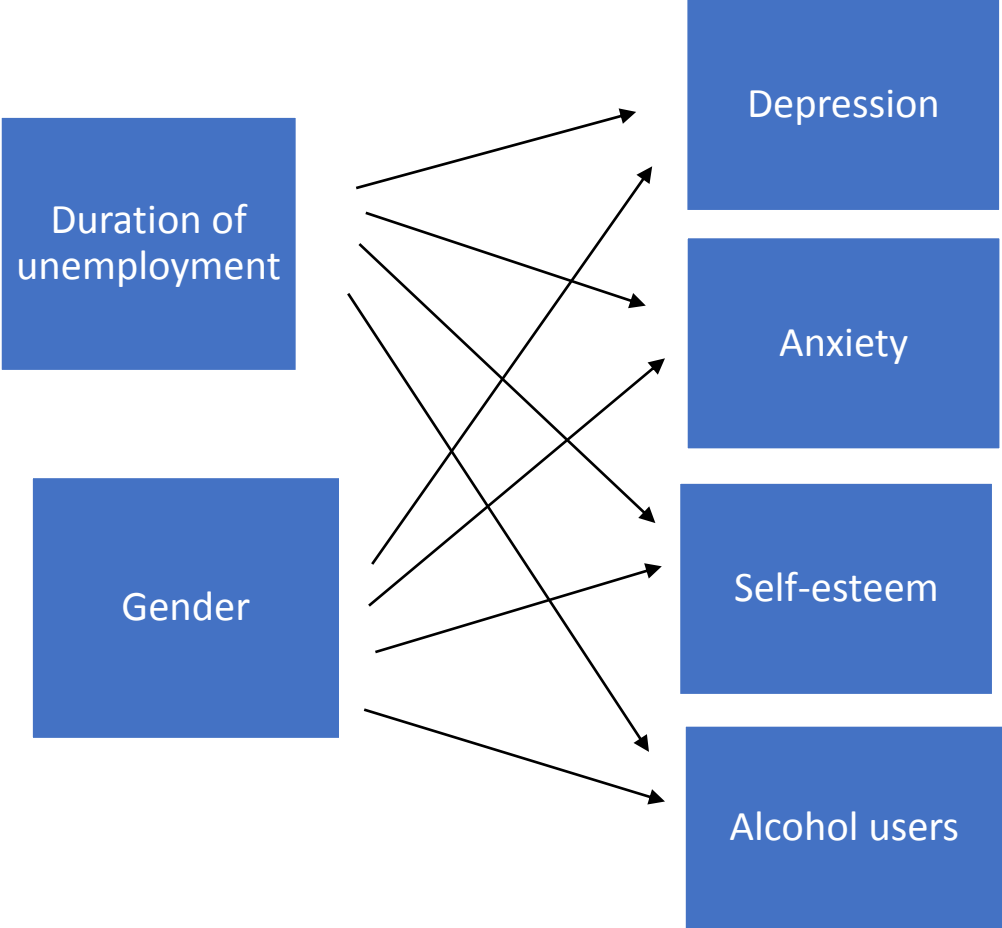 Depression
Duration of
unemployment
Anxiety
Gender
Self-esteem
Alcohol users